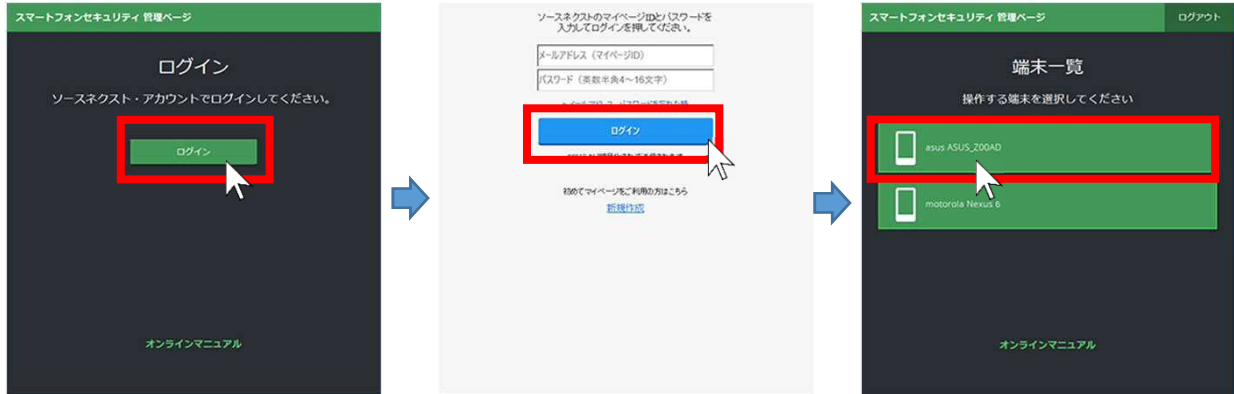 スマートフォンセキュリティ 管理ページ
ログイン
ソースネクスト・アカウントでログインしてください。
ログイン
オンラインマニュアル
ソースネクストのマイページIDとパスワードを
入力してログインを押してください。
メールアドレス（マイページID）
パスワード（英数半角4～16文字）
ログイン
初めてマイページをご利用の方はこちら
新規作成
スマートフォンセキュリティ 管理ページ
ログアウト
端末一覧
操作する端末を選択してください
asus ASUS_Z00AD
motorola Nexus 6
オンラインマニュアル